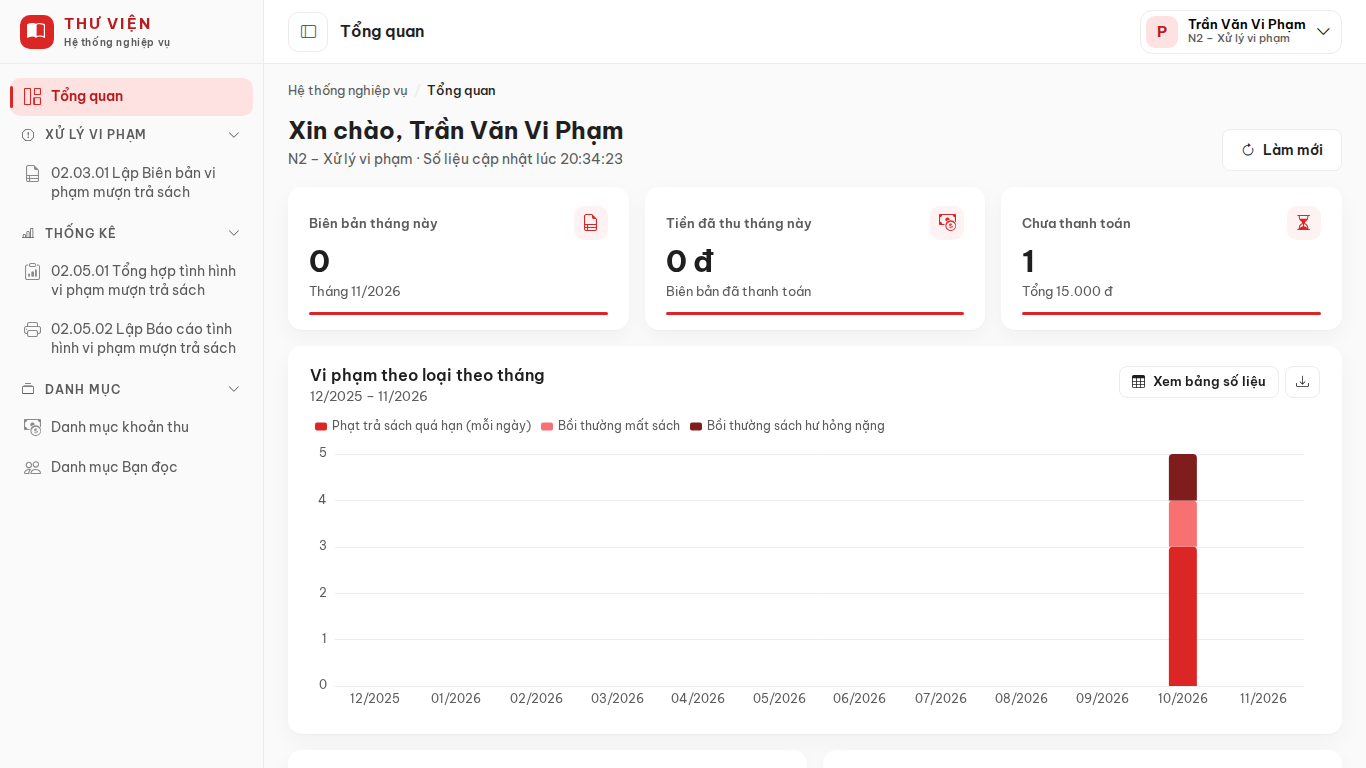 THƯ VIỆN
Hệ thống nghiệp vụ
Tổng quan
XỬ LÝ VI PHẠM
02.03.01 Lập Biên bản vi
phạm mượn trả sách
THỐNG KÊ
02.05.01 Tổng hợp tình hình
vi phạm mượn trả sách
02.05.02 Lập Báo cáo tình
hình vi phạm mượn trả sách
DANH MỤC
Danh mục khoản thu
Danh mục Bạn đọc
Tổng quan
P
Trần Văn Vi Phạm
N2 – Xử lý vi phạm
Hệ thống nghiệp vụ / Tổng quan
Xin chào, Trần Văn Vi Phạm
N2 – Xử lý vi phạm · Số liệu cập nhật lúc 20:34:23
Làm mới
Biên bản tháng này
0
Tháng 11/2026
Tiền đã thu tháng này
0 đ
Biên bản đã thanh toán
Chưa thanh toán
1
Tổng 15.000 đ
Vi phạm theo loại theo tháng
12/2025 – 11/2026
Xem bảng số liệu
Phạt trả sách quá hạn (mỗi ngày) Bồi thường mất sách Bồi thường sách hư hỏng nặng
5
4
3
2
1
0
12/2025 01/2026 02/2026 03/2026 04/2026 05/2026 06/2026 07/2026 08/2026 09/2026 10/2026 11/2026